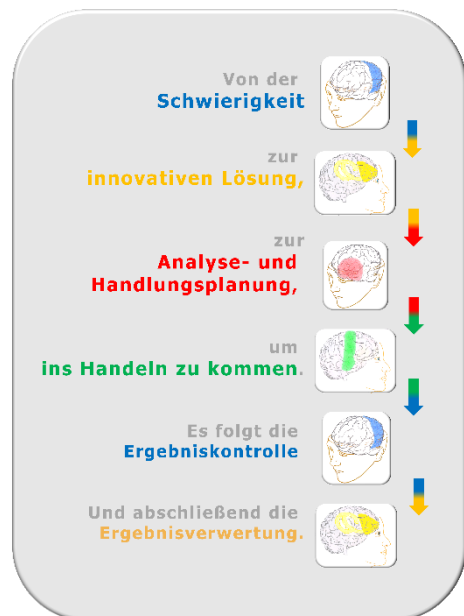 Von der
Schwierigkeit
zur
innovativen Lösung,
zur
Analyse- und
Handlungsplanung,
um
ins Handeln zu kommen.
Es folgt die
Ergebniskontrolle
Und abschließend die
Ergebnisverwertung.